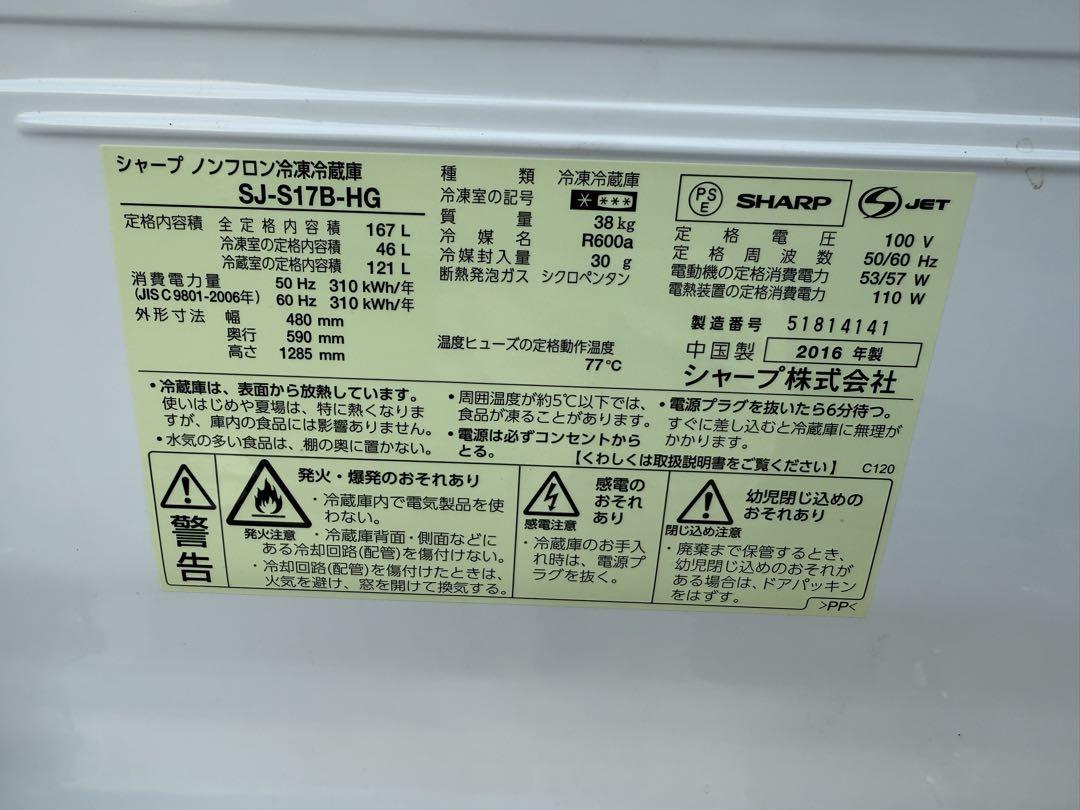 シャープ ノンフロン冷凍冷蔵庫
SJ-S17B-HG
定格内容積 全定格内容積 167 L
冷凍室の定格内容積 46 L
冷蔵室の定格内容積 121 L
消費電力量 50 Hz 310 kWh/年
(JIS C 9801-2006年) 60 Hz 310 kWh/年
外形寸法 幅 480 mm
奥行 590 mm
高さ 1285 mm
種類 冷凍冷蔵庫
冷凍室の記号 * ***
質量 38 kg
冷媒名 R600a
冷媒封入量 30 g
断熱発泡ガス シクロペンタン
温度ヒューズの定格動作温度
77℃
PSE SHARP S JET
定格電圧 100 V
定格周波数 50/60 Hz
電動機の定格消費電力 53/57 W
電熱装置の定格消費電力 110 W
製造番号 51814141
中国製 2016 年製
シャープ株式会社
・冷蔵庫は、表面から放熱しています。
使いはじめや夏場は、特に熱くなりま
すが、庫内の食品には影響ありません。
・水気の多い食品は、棚の奥に置かない。
・周囲温度が約5℃以下では、
食品が凍ることがあります。
・電源は必ずコンセントから
とる。
・電源プラグを抜いたら6分待つ。
すぐに差し込むと冷蔵庫に無理が
かかります。
【くわしくは取扱説明書をご覧ください】 C120
警告
発火・爆発のおそれあり
発火注意
・冷蔵庫内で電気製品を使
わない。
・冷蔵庫背面・側面などに
ある冷却回路(配管)を傷付けない。
・冷却回路(配管)を傷付けたときは、
火気を避け、窓を開けて換気する。
感電の
おそれ
あり
感電注意
・冷蔵庫のお手入
れ時は、電源プ
ラグを抜く。
幼児閉じ込めの
おそれあり
閉じ込め注意
・廃棄まで保管するとき、
幼児閉じ込めのおそれが
ある場合は、ドアパッキン
をはずす。
>PP<